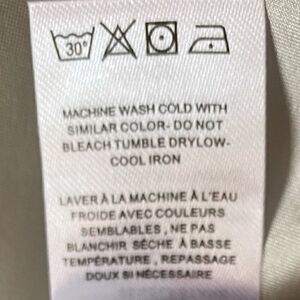 30°
MACHINE WASH COLD WITH
SIMILAR COLOR- DO NOT
BLEACH TUMBLE DRYLOW-
COOL IRON
LAVER À LA MACHINE À L'EAU
FROIDE AVEC COULEURS
SEMBLABLES, NE PAS
BLANCHIR SÉCHE À BASSE
TEMPÉRATURE, REPASSAGE
DOUX SI NÉCESSAIRE